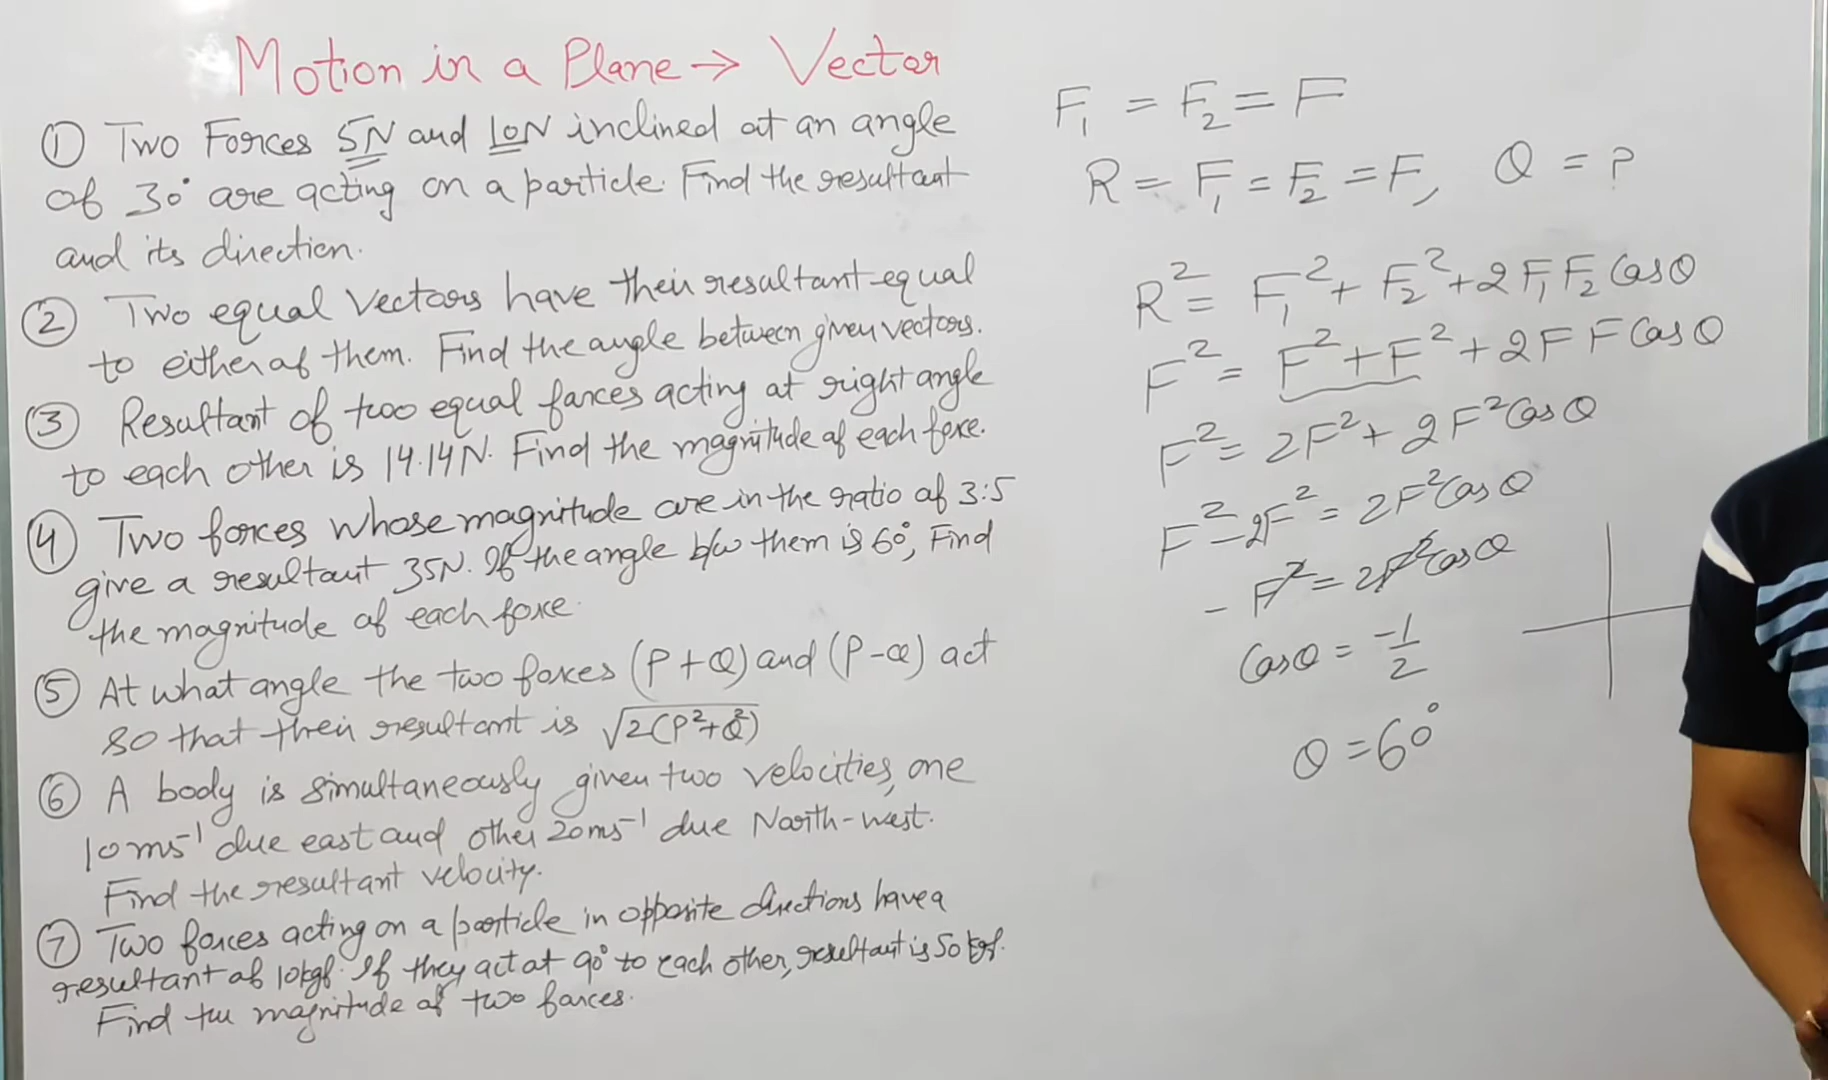 Motion in a Plane → Vector
① Two Forces 5N and 10N inclined at an angle
of 30° are acting on a particle. Find the resultant
and its direction.
② Two equal vectors have their resultant equal
to either of them. Find the angle between given vectors.
③ Resultant of two equal forces acting at right angle
to each other is 14.14N. Find the magnitude of each force.
④ Two forces whose magnitude are in the ratio of 3:5
give a resultant 35N. If the angle b/w them is 60°, Find
the magnitude of each force.
⑤ At what angle the two forces (P+Q) and (P-Q) act
so that their resultant is √2(P²+Q²)
⑥ A body is simultaneously given two velocities, one
10ms⁻¹ due east and other 20ms⁻¹ due North-west.
Find the resultant velocity.
⑦ Two forces acting on a particle in opposite directions have a
resultant of 10kgf. If they act at 90° to each other, resultant is 50 kgf.
Find the magnitude of two forces.
F₁ = F₂ = F
R = F₁ = F₂ = F, θ = ?
R² = F₁² + F₂² + 2F₁F₂ Cosθ
F² = F² + F² + 2F F Cosθ
F² = 2F² + 2F² Cosθ
F² - 2F² = 2F² Cosθ
- F² = 2F² Cosθ
Cosθ = -1/2
θ = 60°